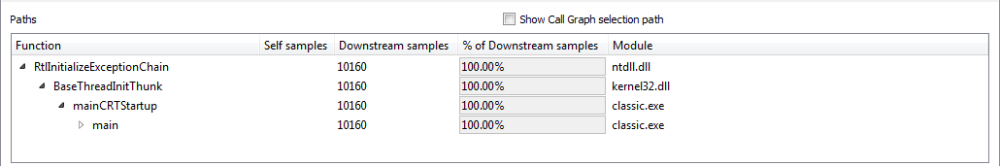 Paths Show Call Graph selection path
Function Self samples Downstream samples % of Downstream samples Module
RtlInitializeExceptionChain 10160 100.00% ntdll.dll
BaseThreadInitThunk 10160 100.00% kernel32.dll
mainCRTStartup 10160 100.00% classic.exe
main 10160 100.00% classic.exe